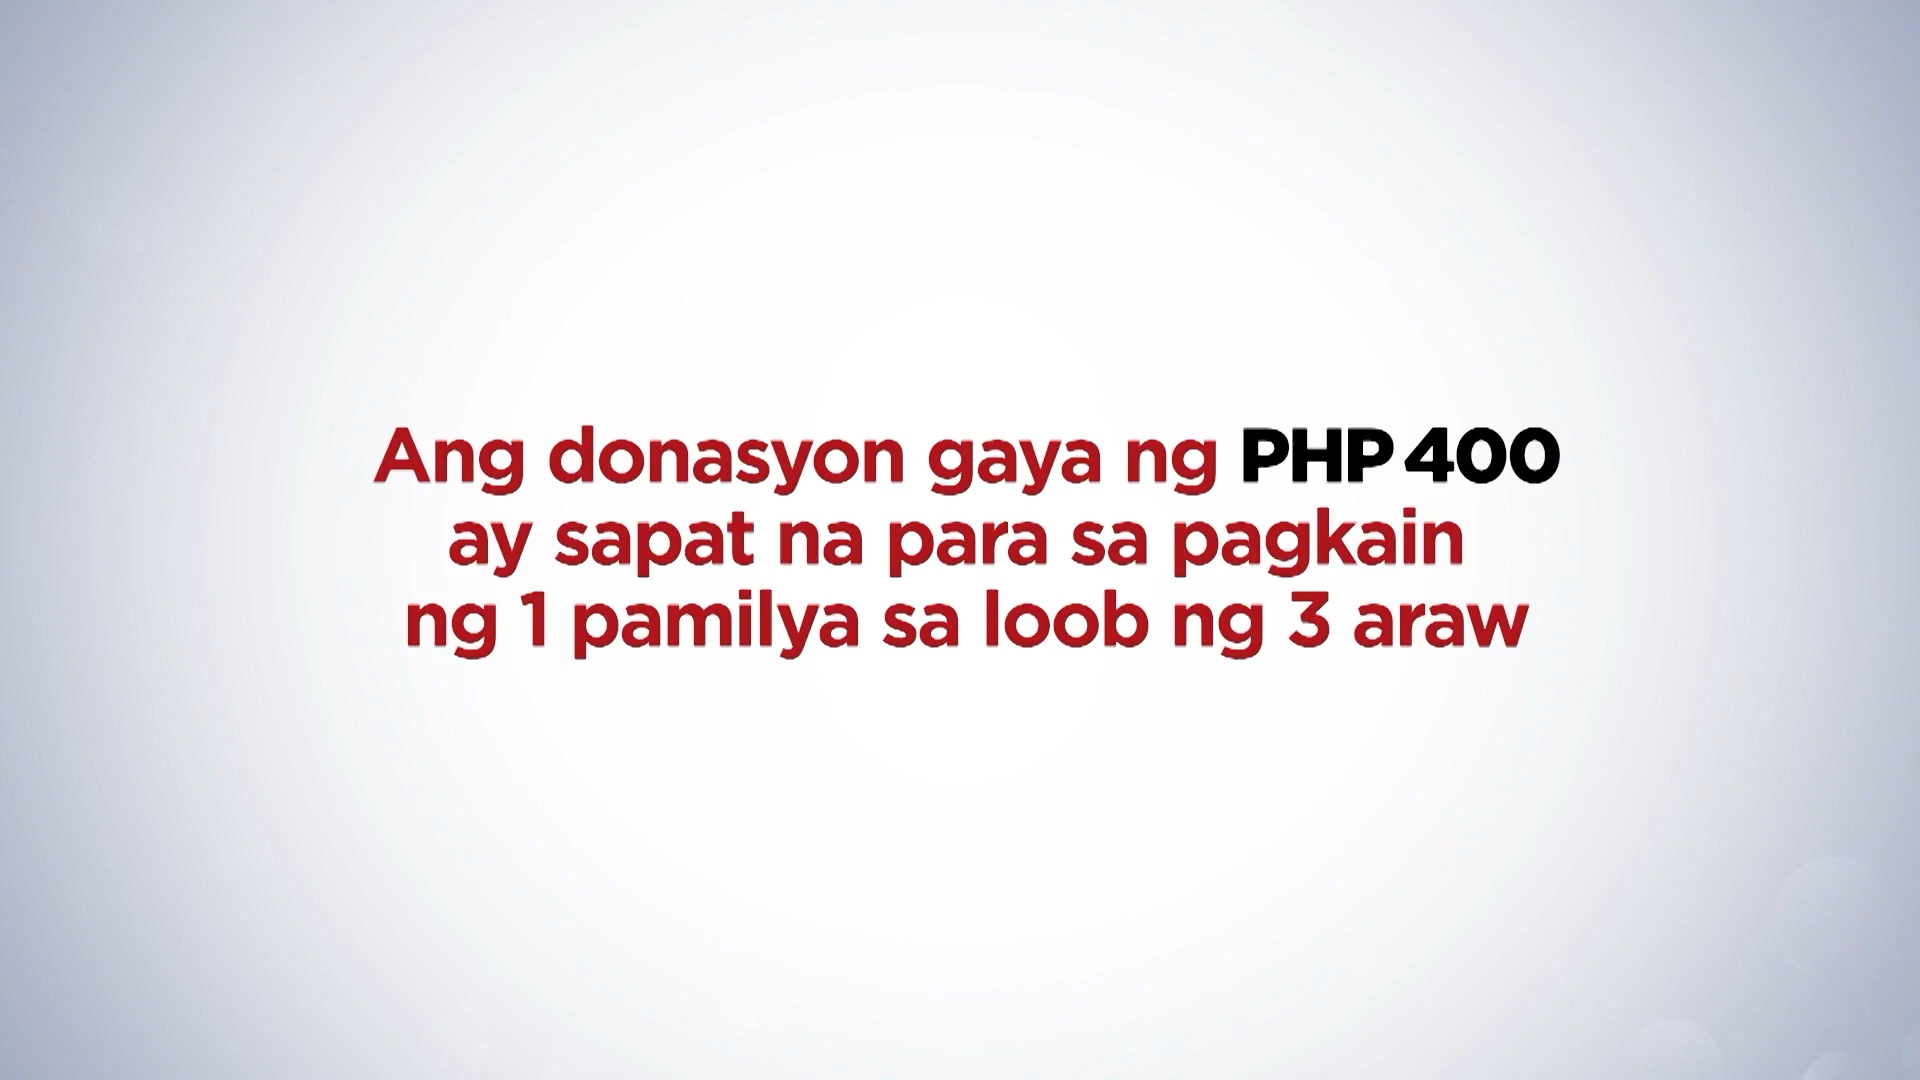 Ang donasyon gaya ng PHP 400
ay sapat na para sa pagkain
ng 1 pamilya sa loob ng 3 araw